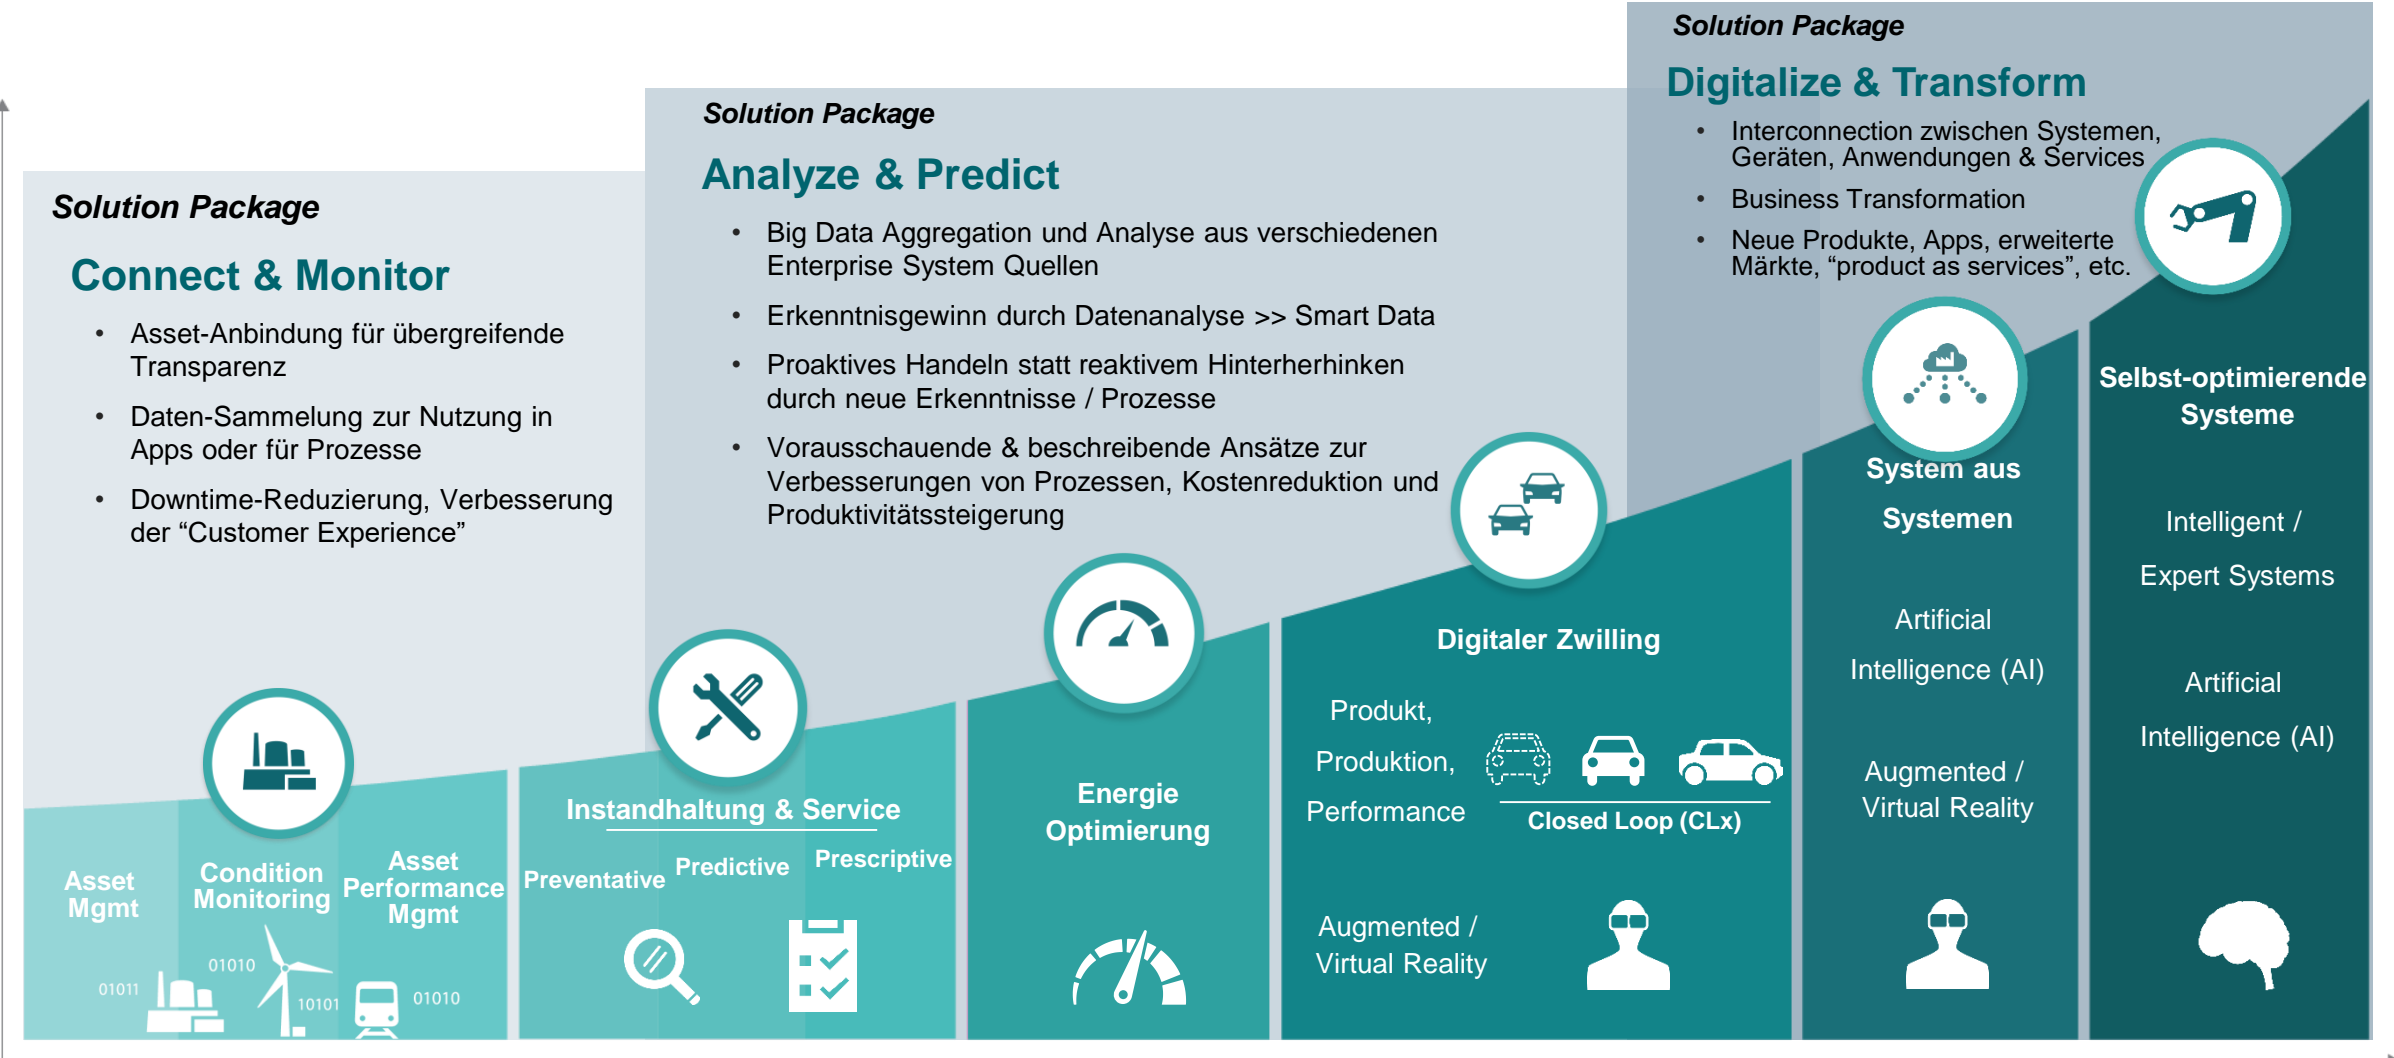 Solution Package
Connect & Monitor
• Asset-Anbindung für übergreifende
Transparenz
• Daten-Sammelung zur Nutzung in
Apps oder für Prozesse
• Downtime-Reduzierung, Verbesserung
der “Customer Experience”
Solution Package
Analyze & Predict
• Big Data Aggregation und Analyse aus verschiedenen
Enterprise System Quellen
• Erkenntnisgewinn durch Datenanalyse >> Smart Data
• Proaktives Handeln statt reaktivem Hinterherhinken
durch neue Erkenntnisse / Prozesse
• Vorausschauende & beschreibende Ansätze zur
Verbesserungen von Prozessen, Kostenreduktion und
Produktivitätssteigerung
Solution Package
Digitalize & Transform
• Interconnection zwischen Systemen,
Geräten, Anwendungen & Services
• Business Transformation
• Neue Produkte, Apps, erweiterte
Märkte, “product as services”, etc.
Asset
Mgmt
01011
Condition
Monitoring
01010
10101
Asset
Performance
Mgmt
01010
Instandhaltung & Service
Preventative
Predictive
Prescriptive
Energie
Optimierung
Digitaler Zwilling
Produkt,
Produktion,
Performance
Closed Loop (CLx)
Augmented /
Virtual Reality
System aus
Systemen
Artificial
Intelligence (AI)
Augmented /
Virtual Reality
Selbst-optimierende
Systeme
Intelligent /
Expert Systems
Artificial
Intelligence (AI)